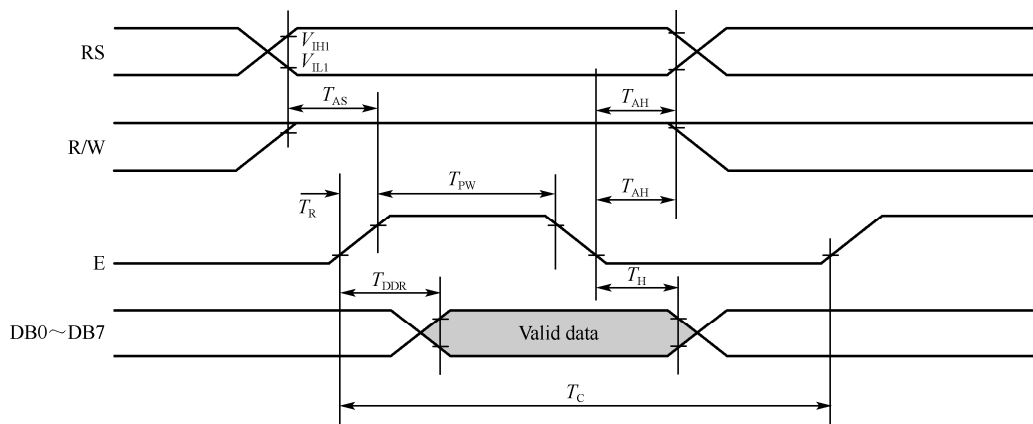 RS
V_IH1
V_IL1
T_AS
T_AH
R/W
T_PW
T_AH
T_R
E
T_DDR
T_H
DB0～DB7
Valid data
T_C